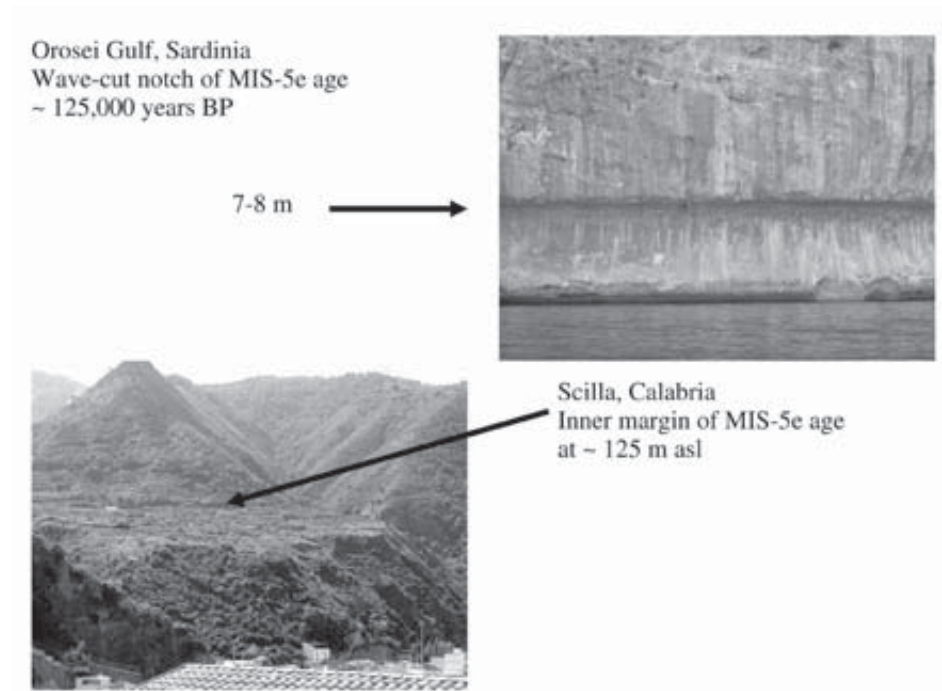 Orosei Gulf, Sardinia
Wave-cut notch of MIS-5e age
~ 125,000 years BP
7-8 m
Scilla, Calabria
Inner margin of MIS-5e age
at ~ 125 m asl